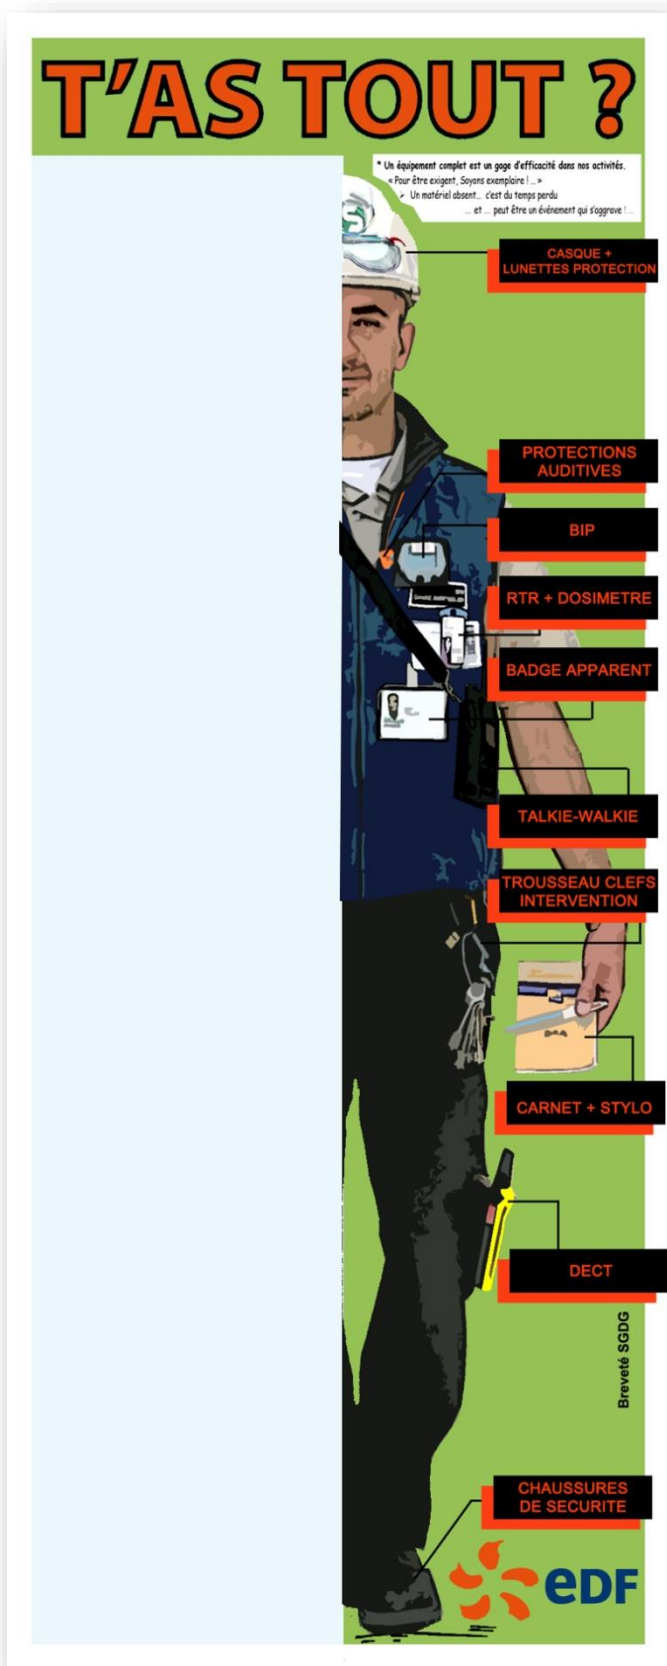 T'AS TOUT ?
* Un équipement complet est un gage d'efficacité dans nos activités.
« Pour être exigent, Soyons exemplaire ! … »
➢ Un matériel absent… c'est du temps perdu
… et … peut être un événement qui s'aggrave !…
CASQUE +
LUNETTES PROTECTION
PROTECTIONS
AUDITIVES
BIP
RTR + DOSIMETRE
BADGE APPARENT
TALKIE-WALKIE
TROUSSEAU CLEFS
INTERVENTION
CARNET + STYLO
DECT
Breveté SGDG
CHAUSSURES
DE SECURITE
eDF